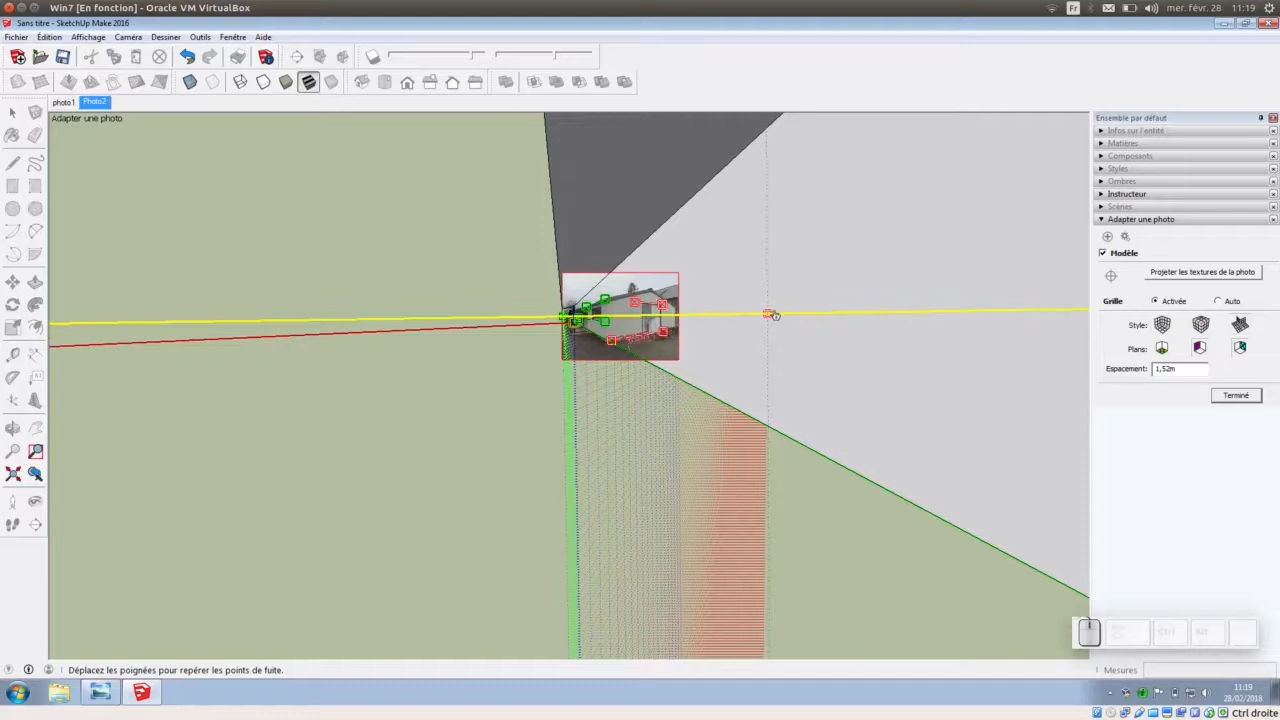 Win7 [En fonction] - Oracle VM VirtualBox
Fr
mer. févr. 28
11:19
Sans titre - SketchUp Make 2016
Fichier Édition Affichage Caméra Dessiner Outils Fenêtre Aide
photo1 Photo2
Adapter une photo
Ensemble par défaut
Infos sur l'entité
Matières
Composants
Styles
Ombres
Instructeur
Scènes
Adapter une photo
Modèle
Projeter les textures de la photo
Grille Activée Auto
Style:
Plans:
Espacement: 1,52m
Terminé
Ctrl
Déplacez les poignées pour repérer les points de fuite.
Mesures
11:19
28/02/2018
Ctrl droite